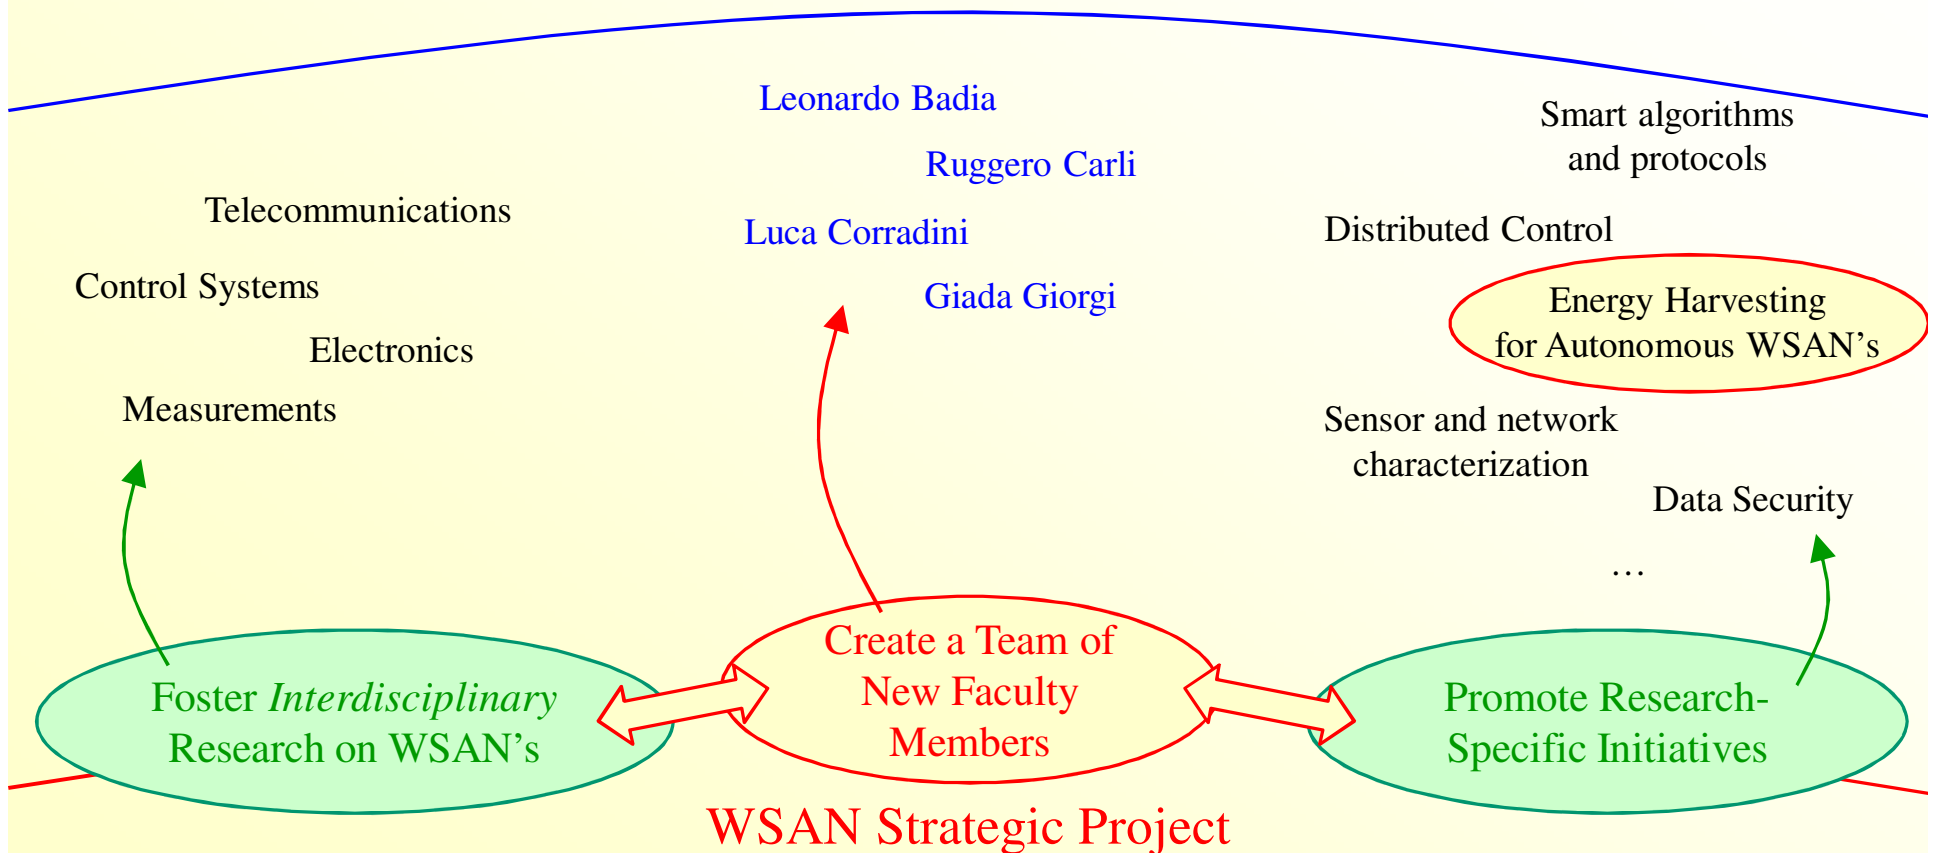 Leonardo Badia
Smart algorithms
and protocols
Ruggero Carli
Telecommunications
Luca Corradini
Distributed Control
Control Systems
Giada Giorgi
Energy Harvesting
for Autonomous WSAN's
Electronics
Measurements
Sensor and network
characterization
Data Security
…
Foster Interdisciplinary
Research on WSAN's
Create a Team of
New Faculty
Members
Promote Research-
Specific Initiatives
WSAN Strategic Project